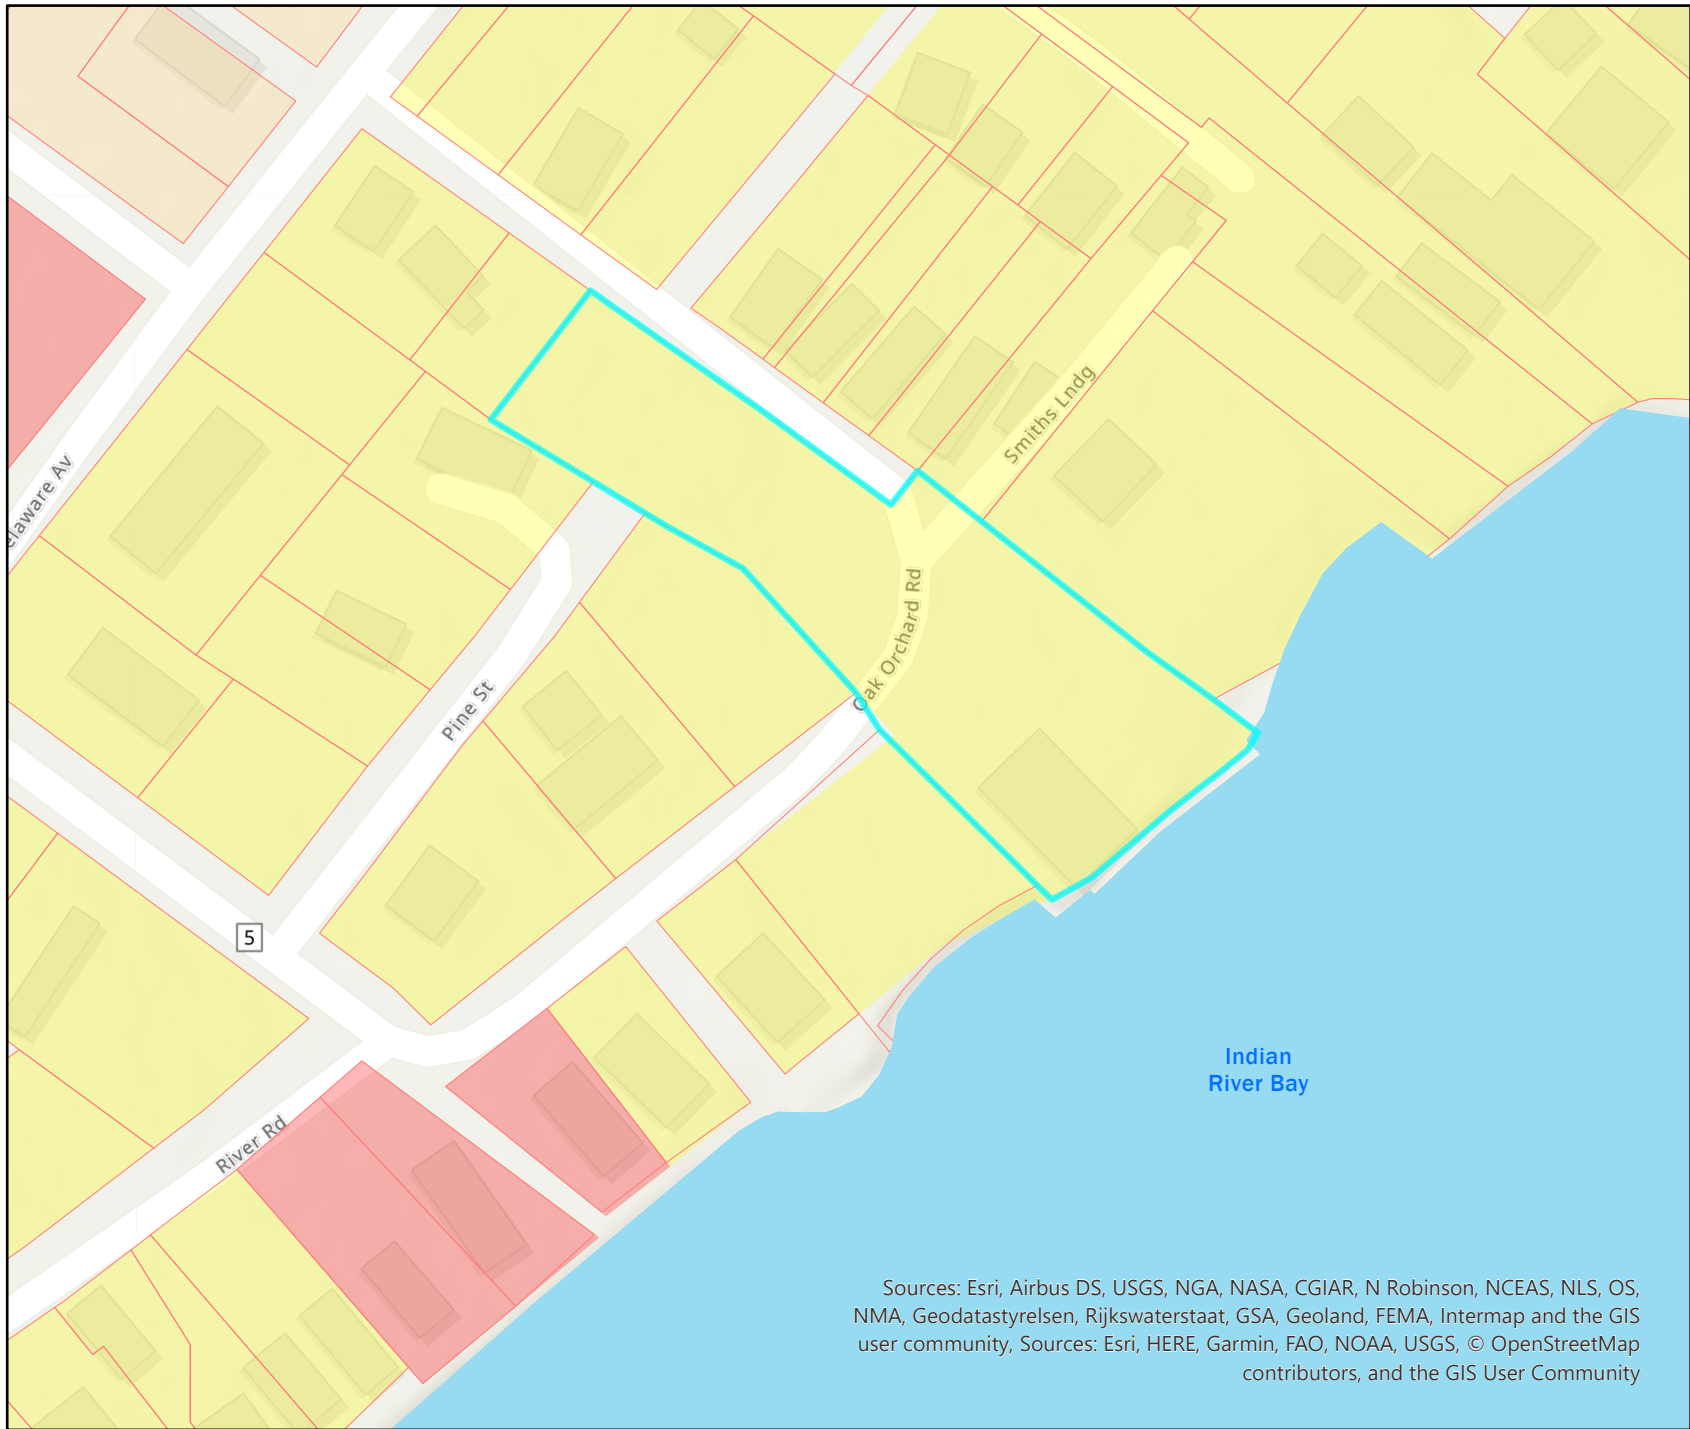 Smiths Lndg
elaware Av
Oak Orchard Rd
Pine St
5
River Rd
Indian
River Bay
Sources: Esri, Airbus DS, USGS, NGA, NASA, CGIAR, N Robinson, NCEAS, NLS, OS,
NMA, Geodatastyrelsen, Rijkswaterstaat, GSA, Geoland, FEMA, Intermap and the GIS
user community, Sources: Esri, HERE, Garmin, FAO, NOAA, USGS, © OpenStreetMap
contributors, and the GIS User Community